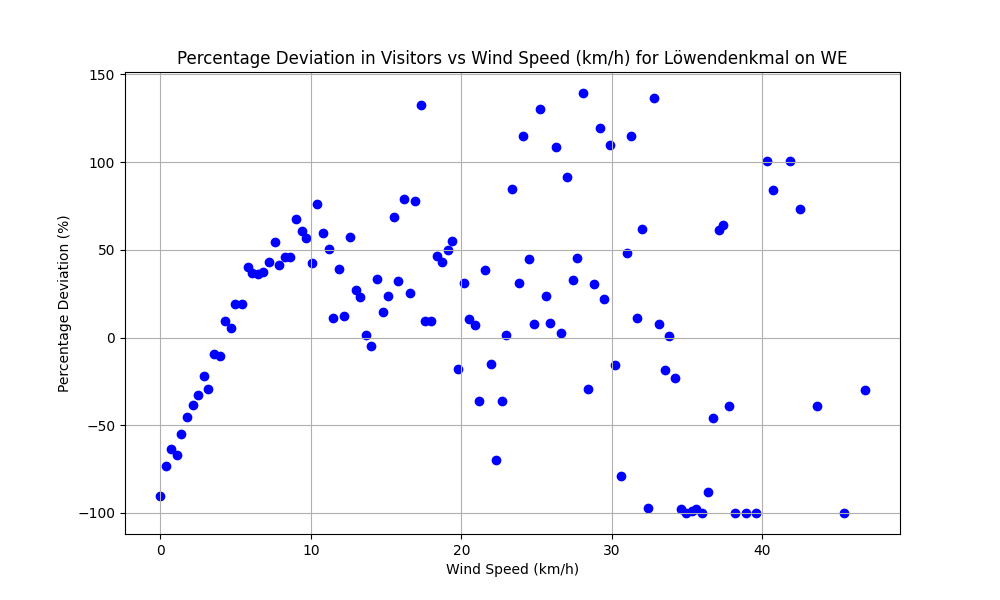 Percentage Deviation in Visitors vs Wind Speed (km/h) for Löwendenkmal on WE
150
100
50
0
−50
−100
Percentage Deviation (%)
0 10 20 30 40
Wind Speed (km/h)